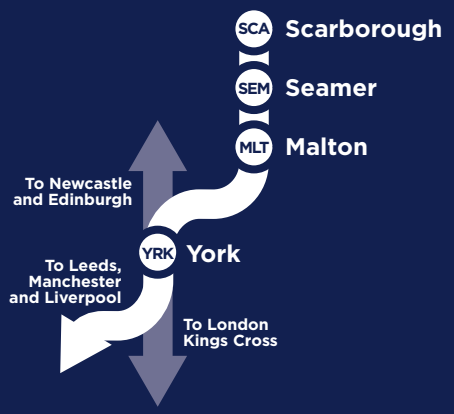 SCA Scarborough
SEM Seamer
MLT Malton
To Newcastle
and Edinburgh
YRK York
To Leeds,
Manchester
and Liverpool
To London
Kings Cross